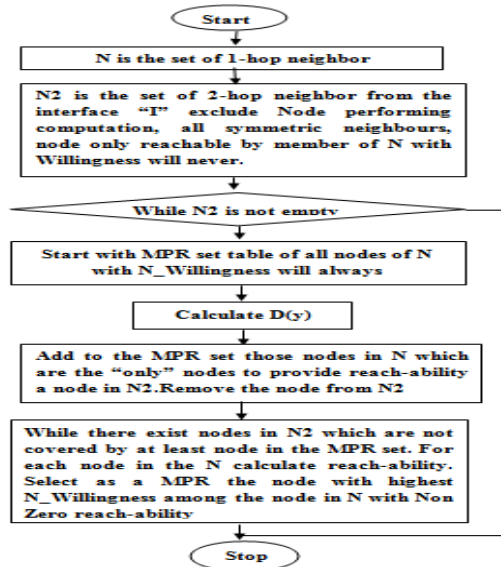 Start
N is the set of 1-hop neighbor
N2 is the set of 2-hop neighbor from the
interface "I" exclude Node performing
computation, all symmetric neighbours,
node only reachable by member of N with
Willingness will never.
While N2 is not empty
Start with MPR set table of all nodes of N
with N_Willingness will always
Calculate D(y)
Add to the MPR set those nodes in N which
are the "only" nodes to provide reach-ability
a node in N2.Remove the node from N2
While there exist nodes in N2 which are not
covered by at least node in the MPR set. For
each node in the N calculate reach-ability.
Select as a MPR the node with highest
N_Willingness among the node in N with Non
Zero reach-ability
Stop